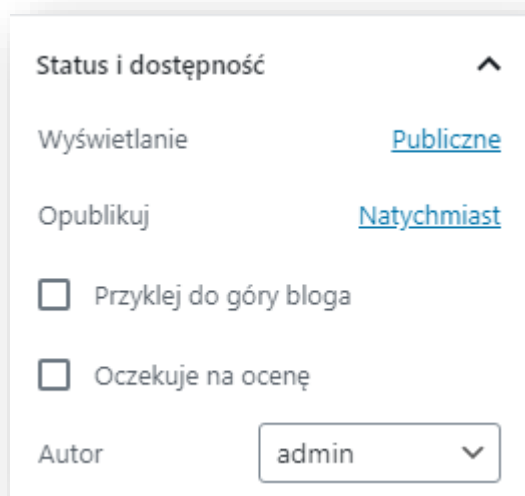 Status i dostępność
Wyświetlanie Publiczne
Opublikuj Natychmiast
Przyklej do góry bloga
Oczekuje na ocenę
Autor admin